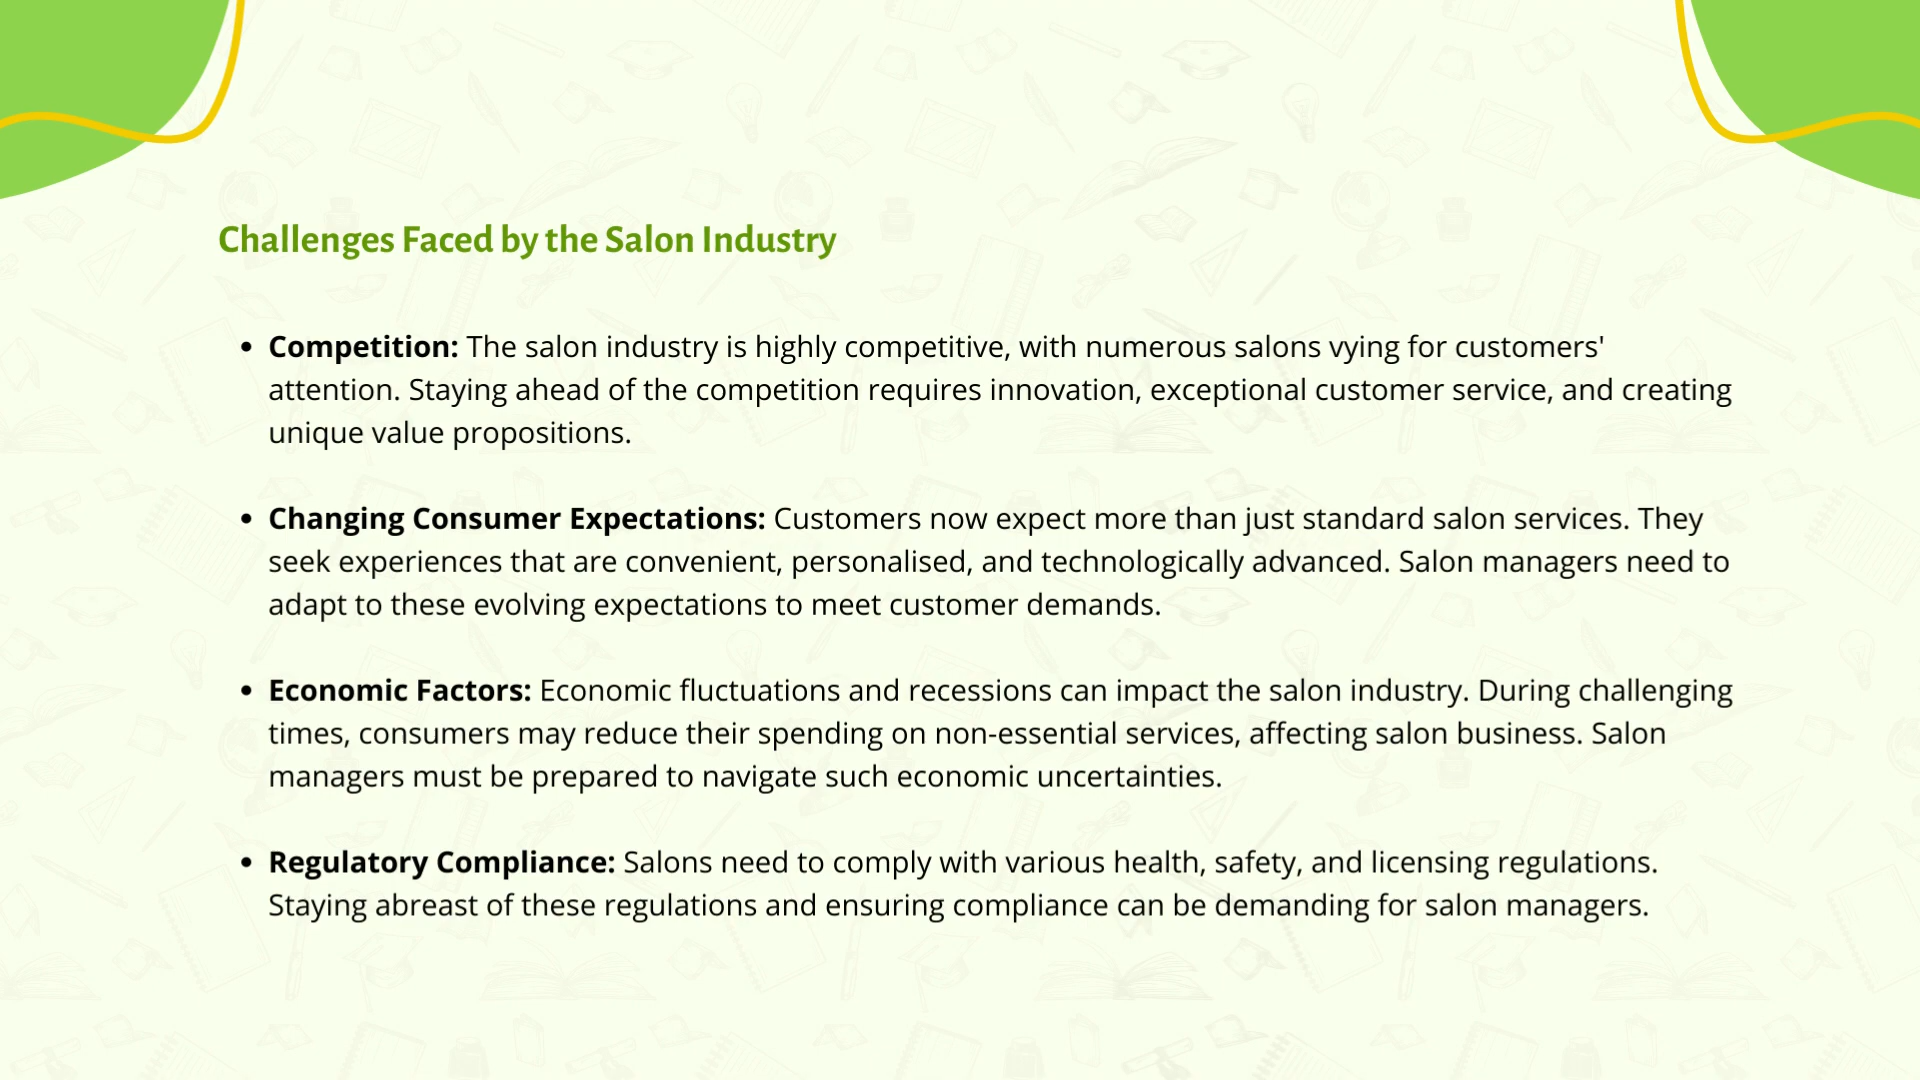 Challenges Faced by the Salon Industry
• Competition: The salon industry is highly competitive, with numerous salons vying for customers'
attention. Staying ahead of the competition requires innovation, exceptional customer service, and creating
unique value propositions.
• Changing Consumer Expectations: Customers now expect more than just standard salon services. They
seek experiences that are convenient, personalised, and technologically advanced. Salon managers need to
adapt to these evolving expectations to meet customer demands.
• Economic Factors: Economic fluctuations and recessions can impact the salon industry. During challenging
times, consumers may reduce their spending on non-essential services, affecting salon business. Salon
managers must be prepared to navigate such economic uncertainties.
• Regulatory Compliance: Salons need to comply with various health, safety, and licensing regulations.
Staying abreast of these regulations and ensuring compliance can be demanding for salon managers.